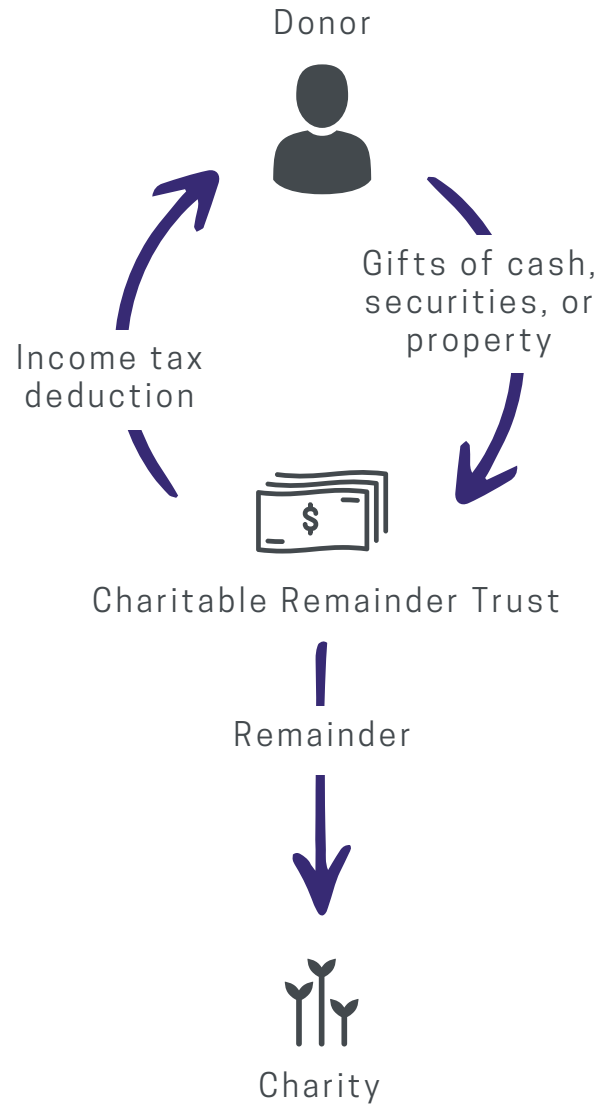 Donor
Gifts of cash,
securities, or
property
Income tax
deduction
$
Charitable Remainder Trust
Remainder
Charity